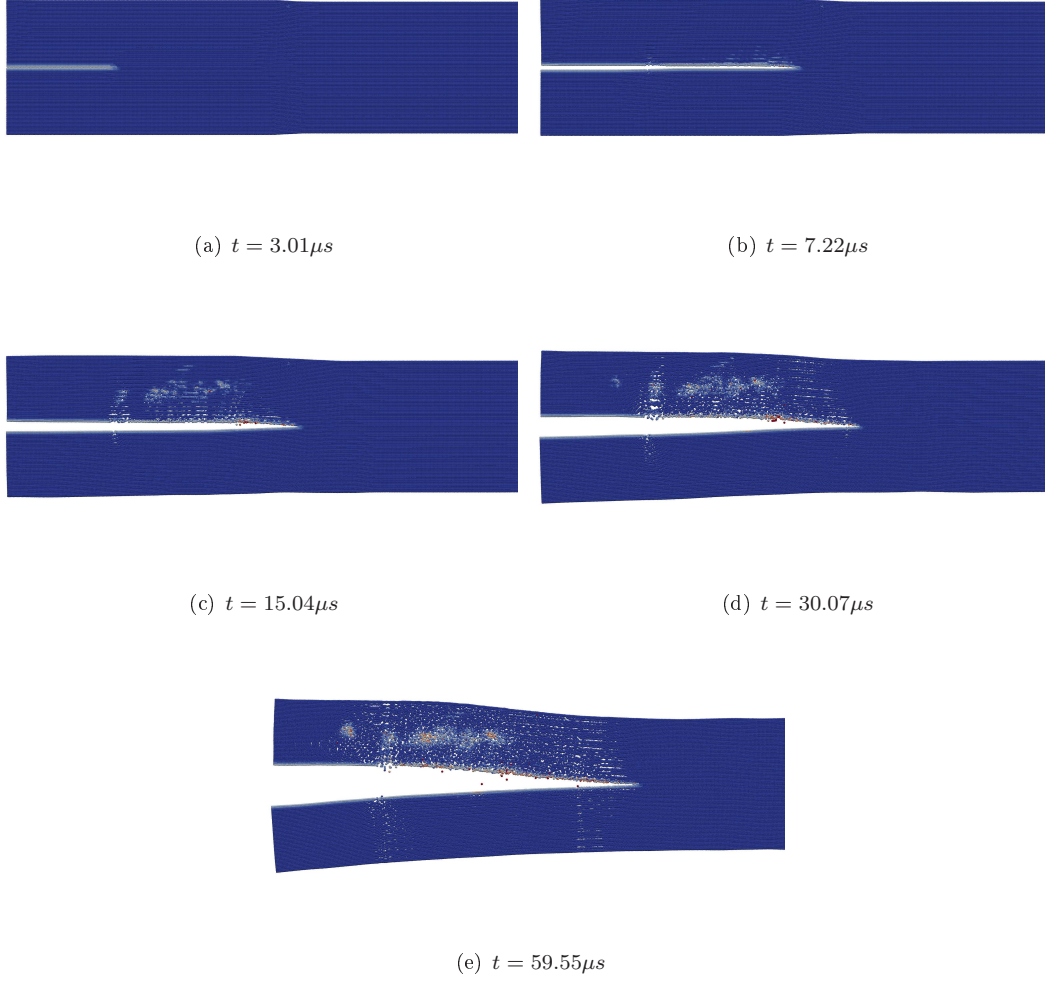 (a) t = 3.01μs
(b) t = 7.22μs
(c) t = 15.04μs
(d) t = 30.07μs
(e) t = 59.55μs